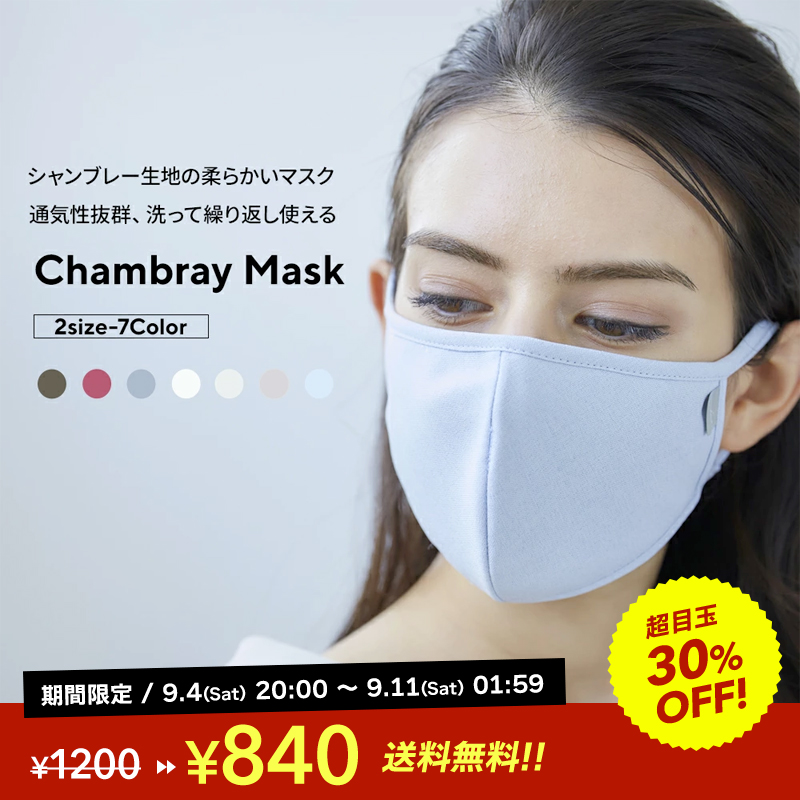 シャンブレー生地の柔らかいマスク
通気性抜群、洗って繰り返し使える
Chambray Mask
2size-7Color
超目玉
30%
OFF!
期間限定 / 9.4(Sat) 20:00 〜 9.11(Sat) 01:59
¥1200 ¥840 送料無料!!